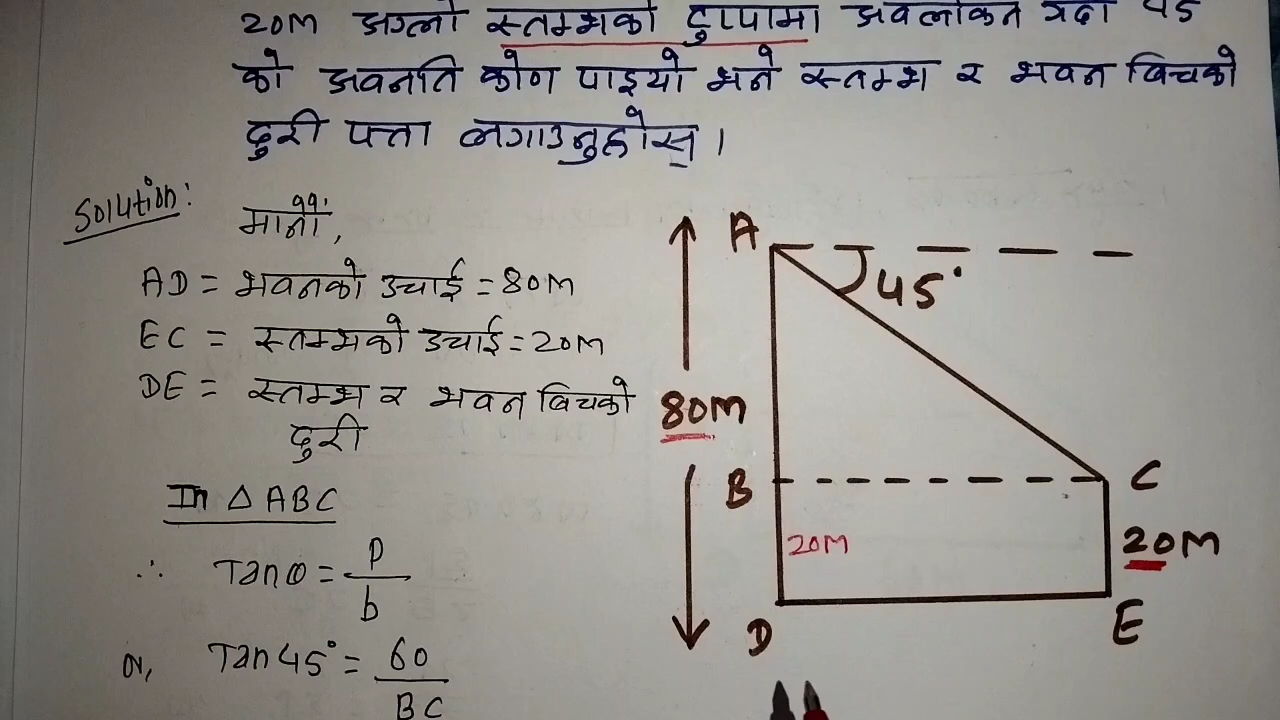 20M अग्लो स्तम्भको टुप्पामा अवलोकन गर्दा 45
को अवनति कोण पाइयो भने स्तम्भ र भवन बिचको
दुरी पत्ता लगाउनुहोस् ।
Solution:
मानौं,
AD = भवनको उचाई = 80M
EC = स्तम्भको उचाई = 20M
DE = स्तम्भ र भवन बिचको
दुरी
In △ ABC
∴ Tanθ = p/b
or, Tan45° = 60/BC
A
45°
80M
B
C
20M
20M
D
E